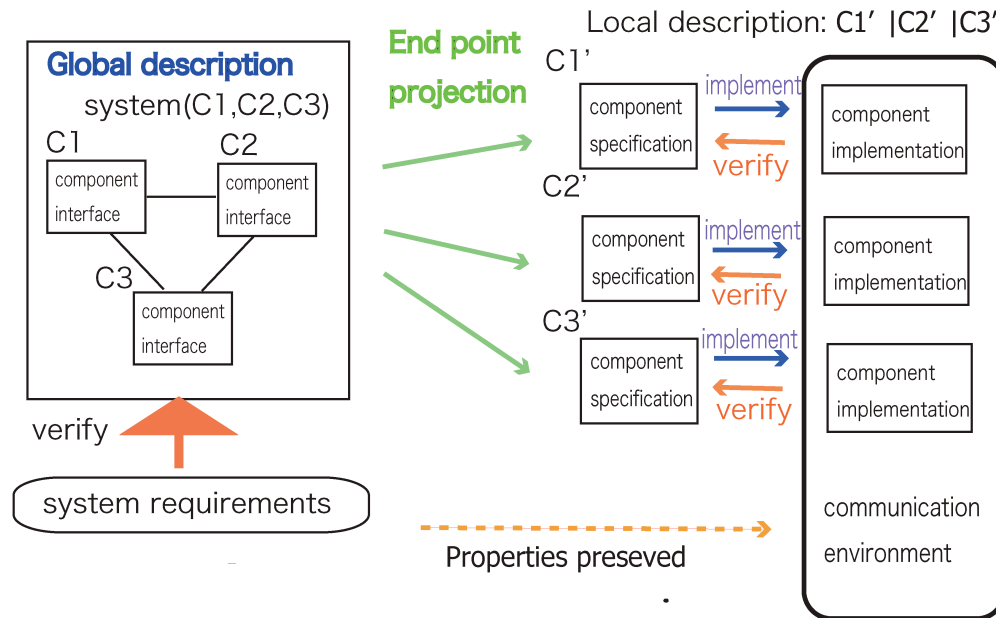 Local description: C1’ |C2’ |C3’
Global description
system(C1,C2,C3)
C1
component
interface
C2
component
interface
C3
component
interface
verify
system requirements
End point
projection
C1’
component
specification
implement
verify
component
implementation
C2’
component
specification
implement
verify
component
implementation
C3’
component
specification
implement
verify
component
implementation
communication
environment
Properties preseved